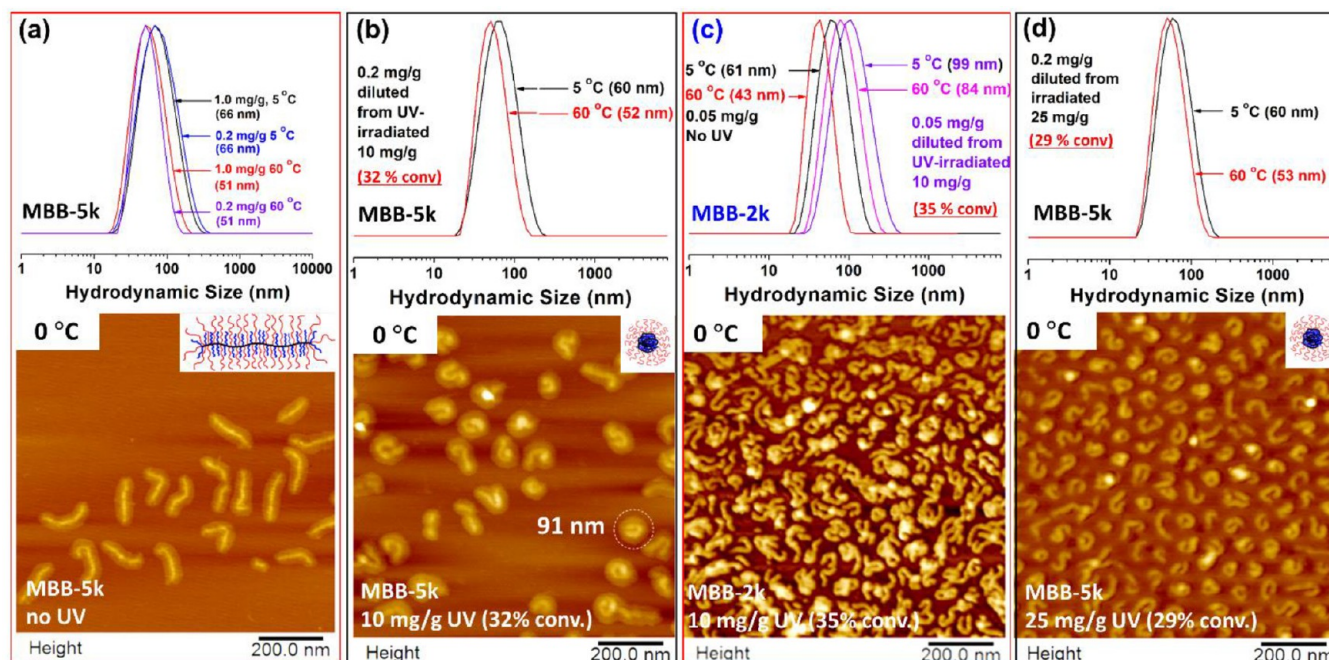 (a)
1.0 mg/g, 5 °C
(66 nm)
0.2 mg/g 5 °C
(66 nm)
1.0 mg/g 60 °C
(51 nm)
0.2 mg/g 60 °C
(51 nm)
MBB-5k
1 10 100 1000 10000
Hydrodynamic Size (nm)
0 °C
MBB-5k
no UV
Height
200.0 nm
(b)
0.2 mg/g
diluted
from UV-
irradiated
10 mg/g
(32 % conv)
5 °C (60 nm)
60 °C (52 nm)
MBB-5k
1 10 100 1000
Hydrodynamic Size (nm)
0 °C
91 nm
MBB-5k
10 mg/g UV (32% conv.)
Height
200.0 nm
(c)
5 °C (61 nm)
60 °C (43 nm)
0.05 mg/g
No UV
5 °C (99 nm)
60 °C (84 nm)
0.05 mg/g
diluted from
UV-irradiated
10 mg/g
(35 % conv)
MBB-2k
1 10 100 1000
Hydrodynamic Size (nm)
0 °C
MBB-2k
10 mg/g UV (35% conv.)
Height
200.0 nm
(d)
0.2 mg/g
diluted from
irradiated
25 mg/g
(29 % conv)
5 °C (60 nm)
60 °C (53 nm)
MBB-5k
1 10 100 1000
Hydrodynamic Size (nm)
0 °C
MBB-5k
25 mg/g UV (29% conv.)
Height
200.0 nm